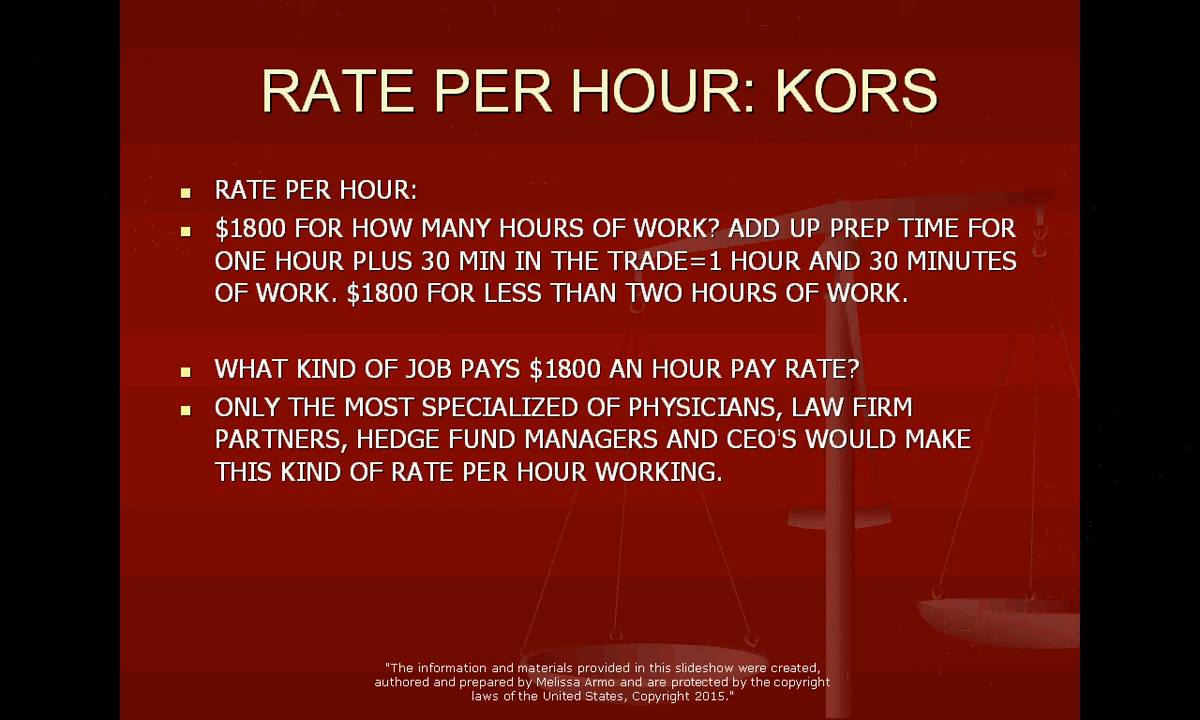 RATE PER HOUR: KORS
RATE PER HOUR:
$1800 FOR HOW MANY HOURS OF WORK? ADD UP PREP TIME FOR
ONE HOUR PLUS 30 MIN IN THE TRADE=1 HOUR AND 30 MINUTES
OF WORK. $1800 FOR LESS THAN TWO HOURS OF WORK.
WHAT KIND OF JOB PAYS $1800 AN HOUR PAY RATE?
ONLY THE MOST SPECIALIZED OF PHYSICIANS, LAW FIRM
PARTNERS, HEDGE FUND MANAGERS AND CEO'S WOULD MAKE
THIS KIND OF RATE PER HOUR WORKING.
"The information and materials provided in this slideshow were created,
authored and prepared by Melissa Armo and are protected by the copyright
laws of the United States, Copyright 2015."